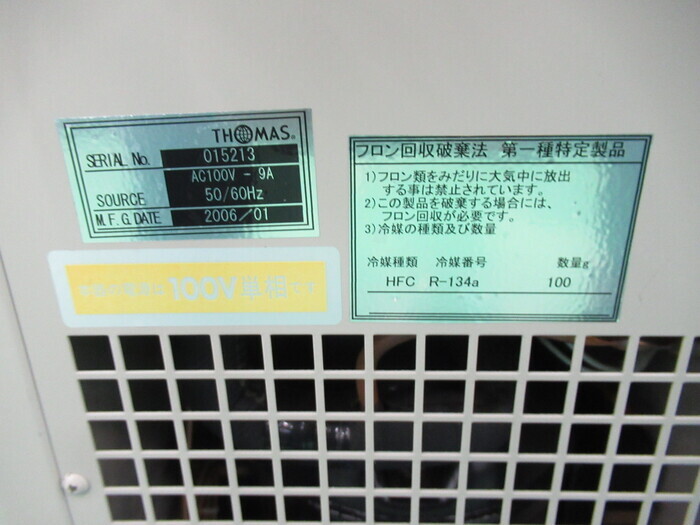 THOMAS®
SERIAL No. 015213
AC100V - 9A
SOURCE 50/60Hz
M.F.G.DATE 2006/01
100V単相です
フロン回収破棄法 第一種特定製品
1)フロン類をみだりに大気中に放出
する事は禁止されています。
2)この製品を破棄する場合には、
フロン回収が必要です。
3)冷媒の種類及び数量
冷媒種類 冷媒番号 数量g
HFC R-134a 100